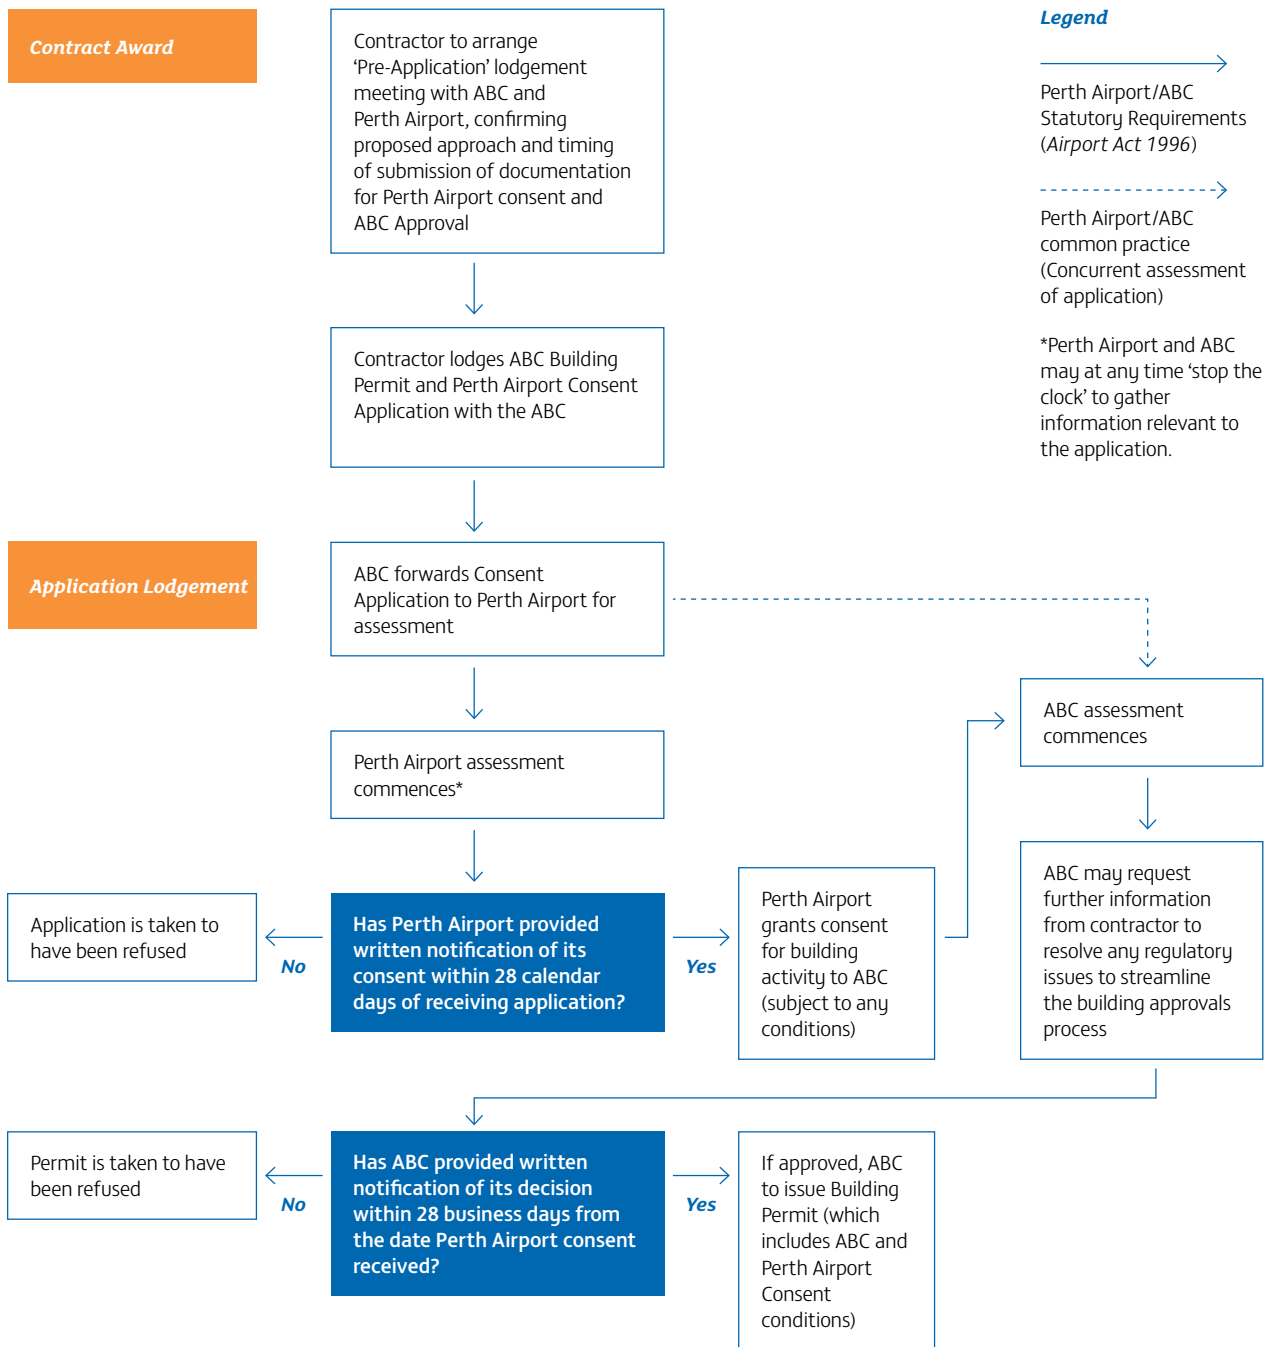 Contract Award
Contractor to arrange
‘Pre-Application’ lodgement
meeting with ABC and
Perth Airport, confirming
proposed approach and timing
of submission of documentation
for Perth Airport consent and
ABC Approval
Legend
Perth Airport/ABC
Statutory Requirements
(Airport Act 1996)
Perth Airport/ABC
common practice
(Concurrent assessment
of application)
*Perth Airport and ABC
may at any time ‘stop the
clock’ to gather
information relevant to
the application.
Contractor lodges ABC Building
Permit and Perth Airport Consent
Application with the ABC
Application Lodgement
ABC forwards Consent
Application to Perth Airport for
assessment
Perth Airport assessment
commences*
ABC assessment
commences
Application is taken to
have been refused
No
Has Perth Airport provided
written notification of its
consent within 28 calendar
days of receiving application?
Yes
Perth Airport
grants consent
for building
activity to ABC
(subject to any
conditions)
ABC may request
further information
from contractor to
resolve any regulatory
issues to streamline
the building approvals
process
Permit is taken to have
been refused
No
Has ABC provided written
notification of its decision
within 28 business days from
the date Perth Airport consent
received?
Yes
If approved, ABC
to issue Building
Permit (which
includes ABC and
Perth Airport
Consent
conditions)